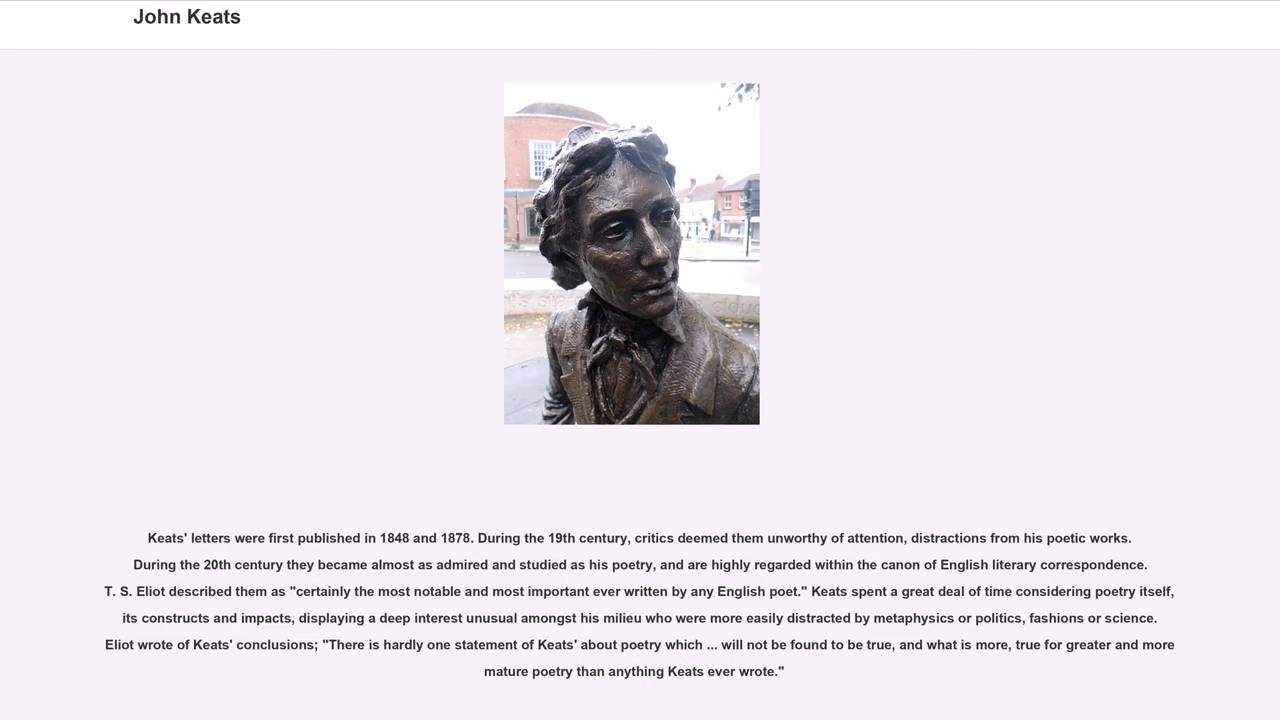 John Keats
Keats' letters were first published in 1848 and 1878. During the 19th century, critics deemed them unworthy of attention, distractions from his poetic works.
During the 20th century they became almost as admired and studied as his poetry, and are highly regarded within the canon of English literary correspondence.
T. S. Eliot described them as "certainly the most notable and most important ever written by any English poet." Keats spent a great deal of time considering poetry itself,
its constructs and impacts, displaying a deep interest unusual amongst his milieu who were more easily distracted by metaphysics or politics, fashions or science.
Eliot wrote of Keats' conclusions; "There is hardly one statement of Keats' about poetry which ... will not be found to be true, and what is more, true for greater and more
mature poetry than anything Keats ever wrote."